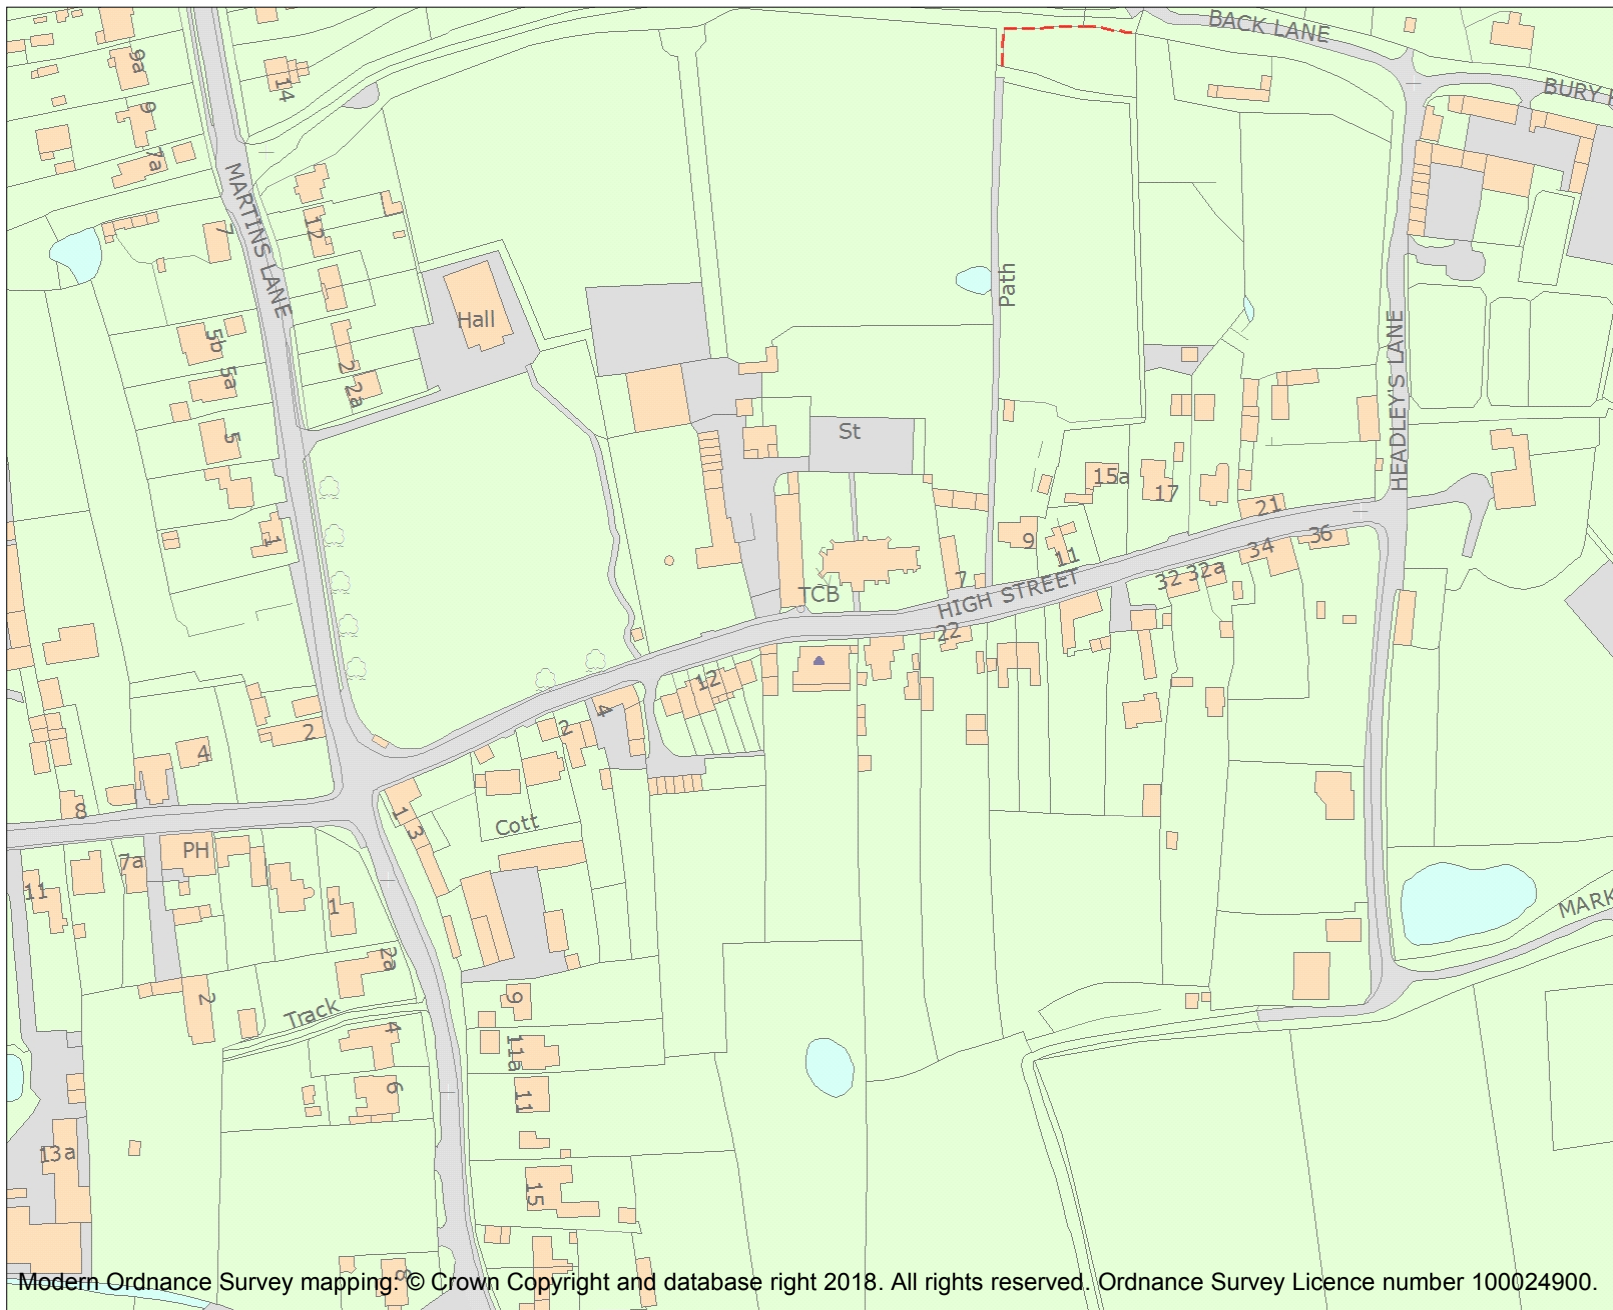 BACK LANE
9a
14
BURY
9
7a
MARTINS LANE
12
7
Path
Hall
5b
5a
2
2a
HEADLEY'S LANE
St
5
15a
17
21
1
9
11
34
36
TCB
7
HIGH STREET
32
32a
22
12
4
2
2
4
8
1
3
Cott
PH
7a
11
1
MARK
2a
2
9
Track
4
11a
6
11
13a
15
8
Modern Ordnance Survey mapping: © Crown Copyright and database right 2018. All rights reserved. Ordnance Survey Licence number 100024900.